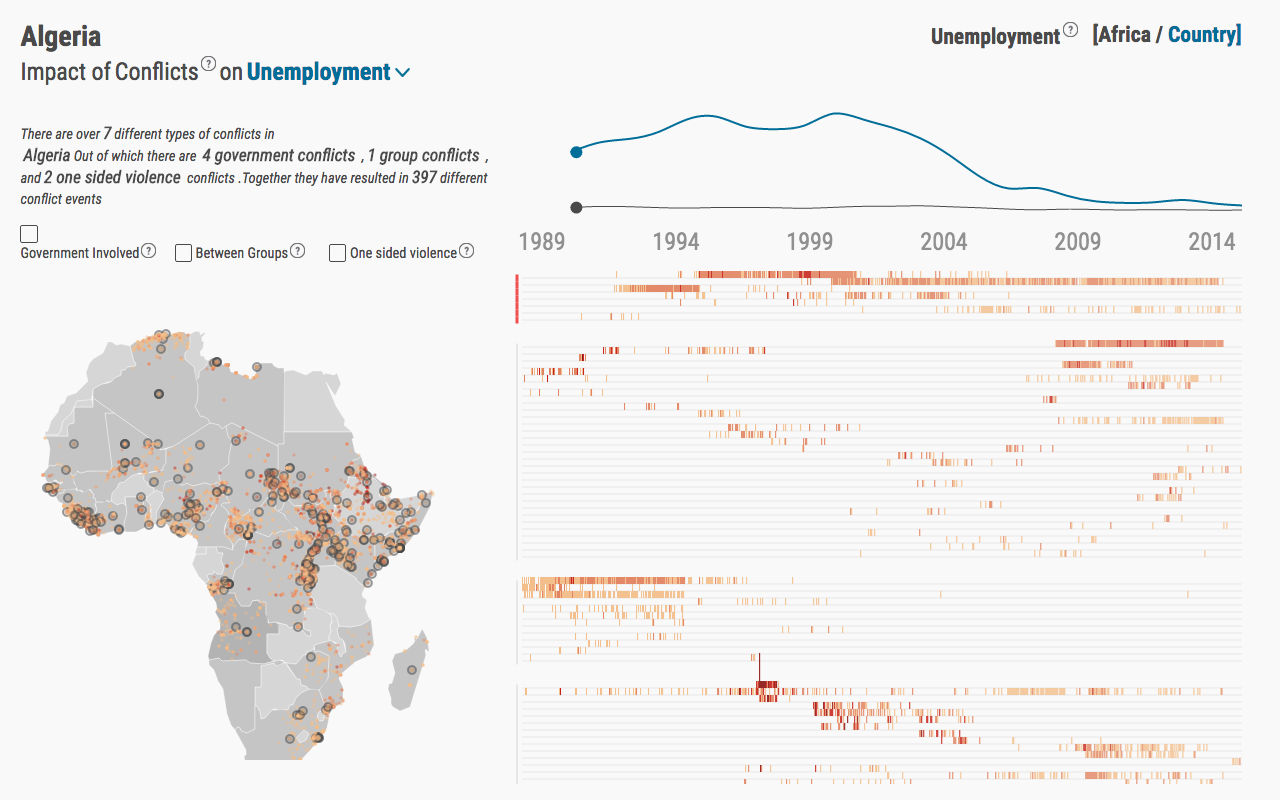 Algeria
Impact of Conflicts ? on Unemployment
Unemployment ? [Africa / Country]
There are over 7 different types of conflicts in
Algeria Out of which there are 4 government conflicts , 1 group conflicts ,
and 2 one sided violence conflicts .Together they have resulted in 397 different
conflict events
Government Involved ? Between Groups ? One sided violence ?
1989 1994 1999 2004 2009 2014